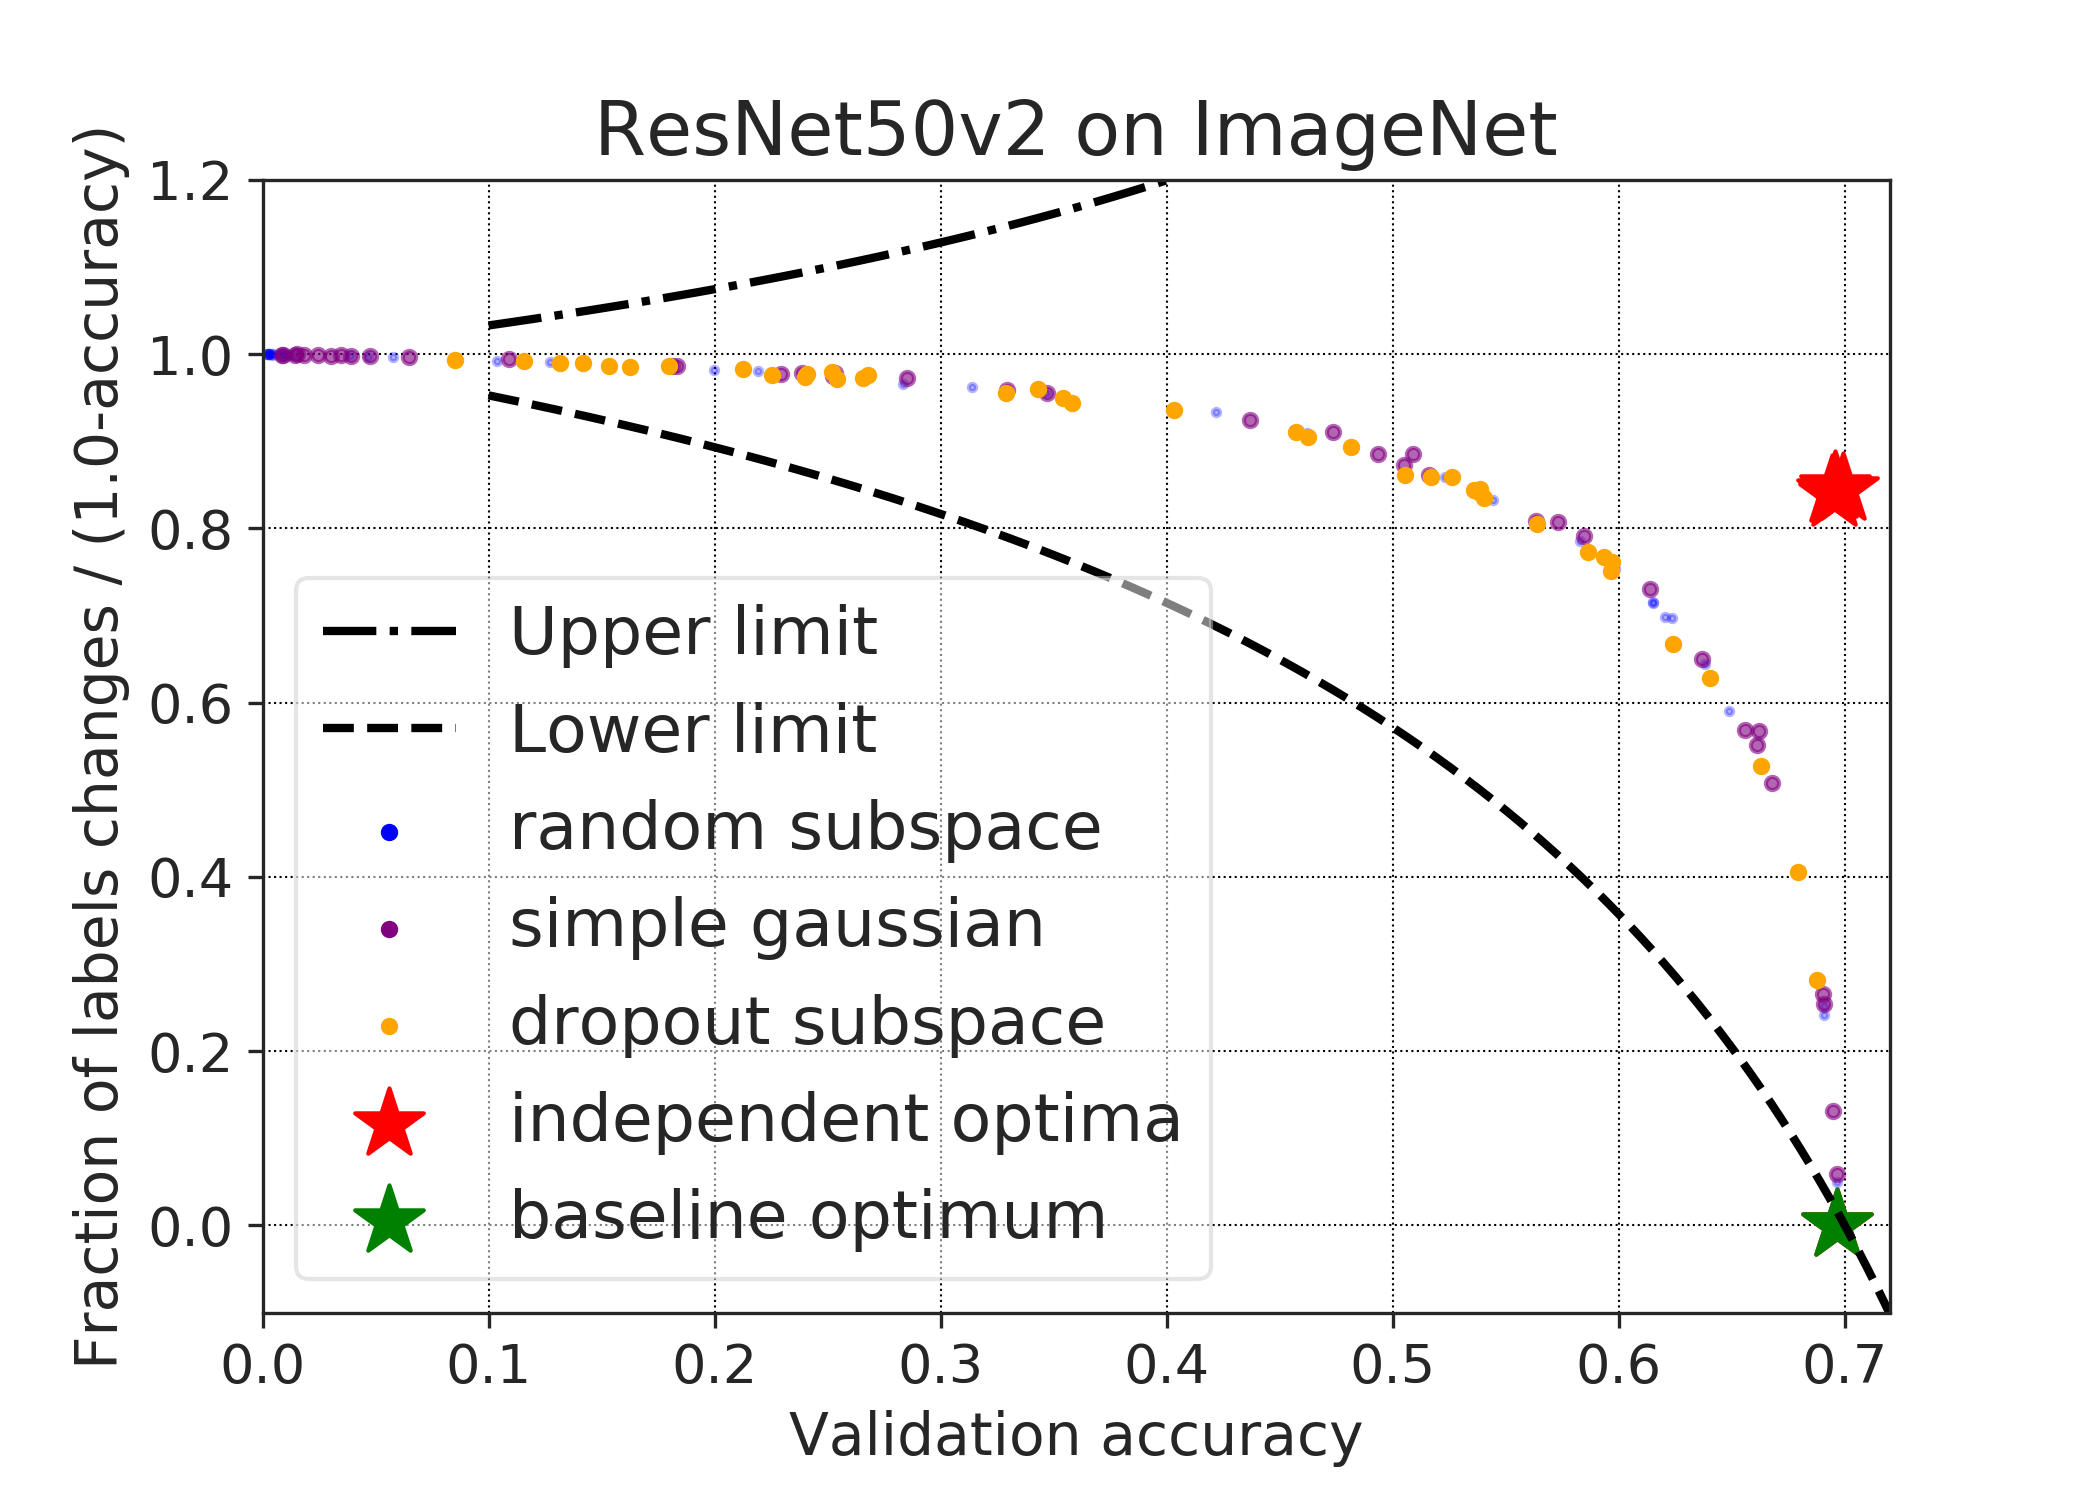 ResNet50v2 on ImageNet
Fraction of labels changes / (1.0-accuracy)
1.2
1.0
0.8
0.6
0.4
0.2
0.0
Upper limit
Lower limit
random subspace
simple gaussian
dropout subspace
independent optima
baseline optimum
0.0 0.1 0.2 0.3 0.4 0.5 0.6 0.7
Validation accuracy